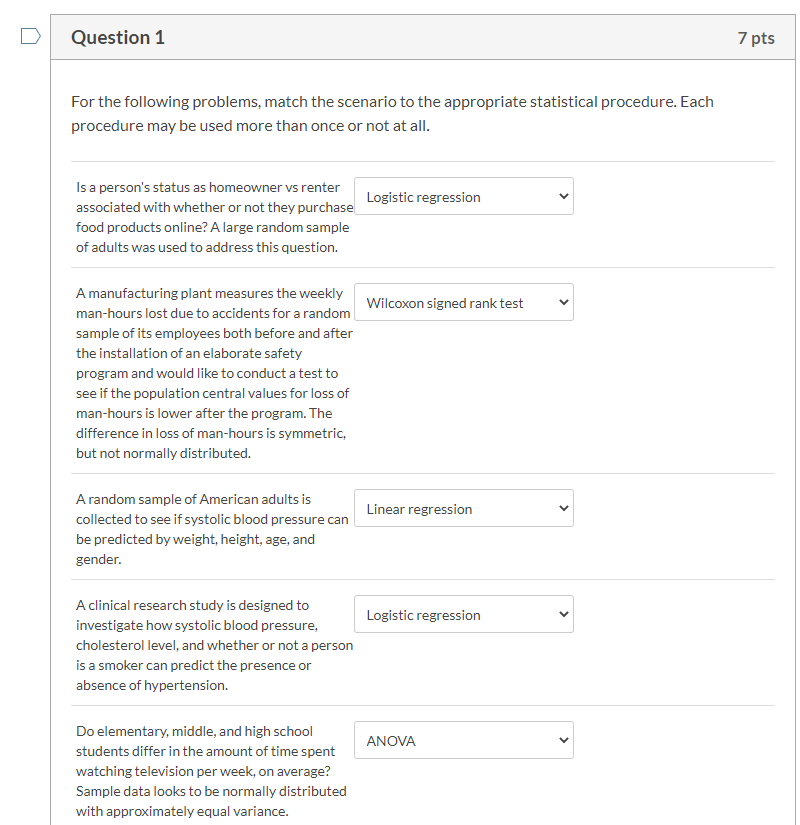 Question 1
7 pts
For the following problems, match the scenario to the appropriate statistical procedure. Each
procedure may be used more than once or not at all.
Is a person's status as homeowner vs renter
associated with whether or not they purchase
food products online? A large random sample
of adults was used to address this question.
Logistic regression
A manufacturing plant measures the weekly
man-hours lost due to accidents for a random
sample of its employees both before and after
the installation of an elaborate safety
program and would like to conduct a test to
see if the population central values for loss of
man-hours is lower after the program. The
difference in loss of man-hours is symmetric,
but not normally distributed.
Wilcoxon signed rank test
A random sample of American adults is
collected to see if systolic blood pressure can
be predicted by weight, height, age, and
gender.
Linear regression
A clinical research study is designed to
investigate how systolic blood pressure,
cholesterol level, and whether or not a person
is a smoker can predict the presence or
absence of hypertension.
Logistic regression
Do elementary, middle, and high school
students differ in the amount of time spent
watching television per week, on average?
Sample data looks to be normally distributed
with approximately equal variance.
ANOVA